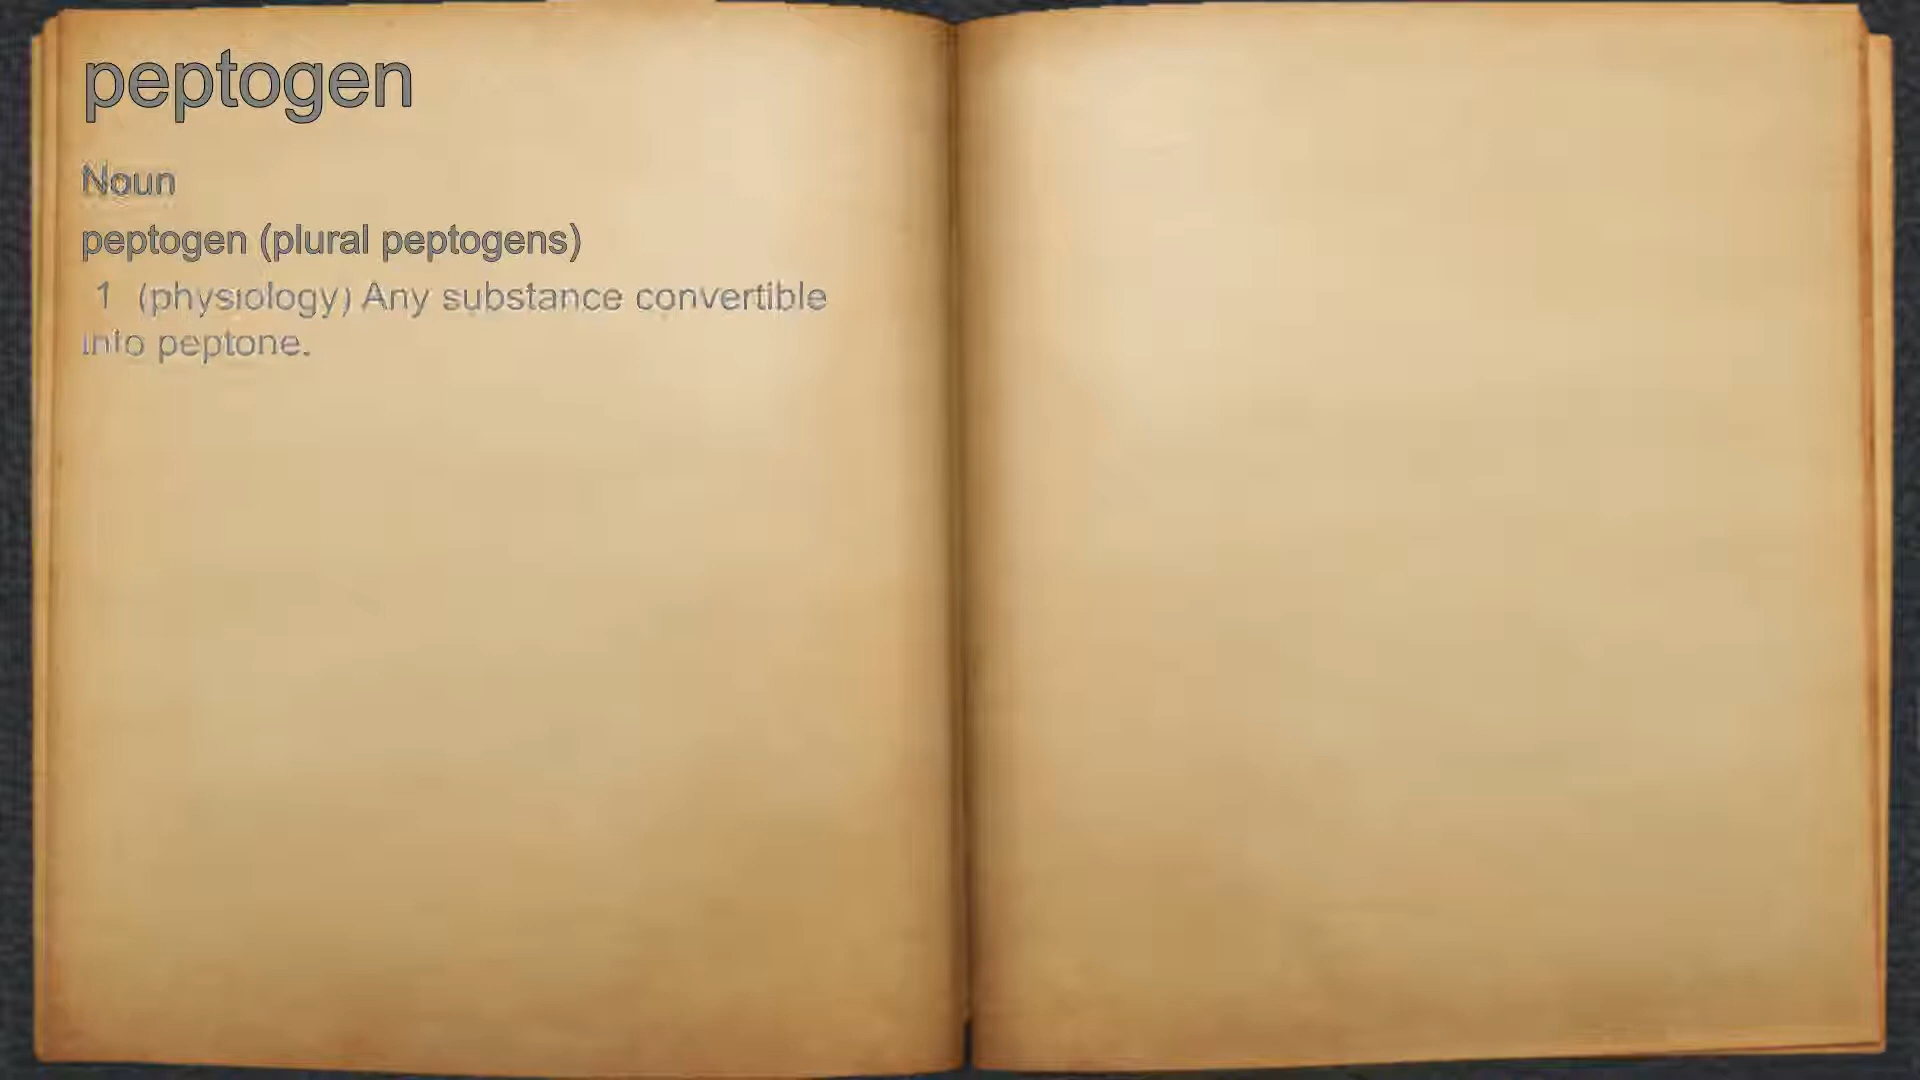 peptogen
Noun
peptogen (plural peptogens)
1 (physiology) Any substance convertible
into peptone.